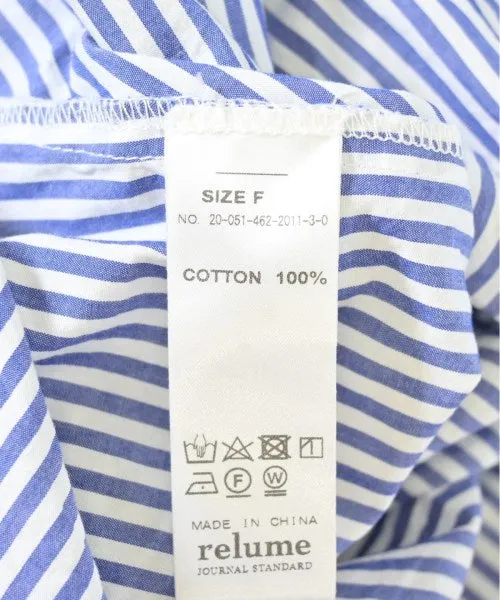 SIZE F
NO. 20-051-462-2011-3-0
COTTON 100%
F W
MADE IN CHINA
relume
JOURNAL STANDARD